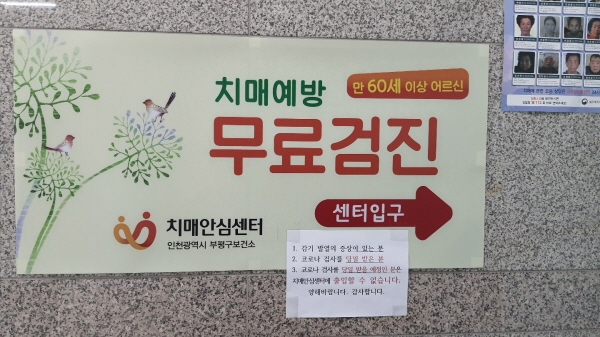 치매예방
만 60세 이상 어르신
무료검진
센터입구
치매안심센터
인천광역시 부평구보건소
1. 감기 발열의 증상이 있는 분
2. 코로나 검사를 당일 받은 분
3. 코로나 검사를 당일 받을 예정인 분은
치매안심센터에 출입할 수 없습니다.
양해바랍니다. 감사합니다.